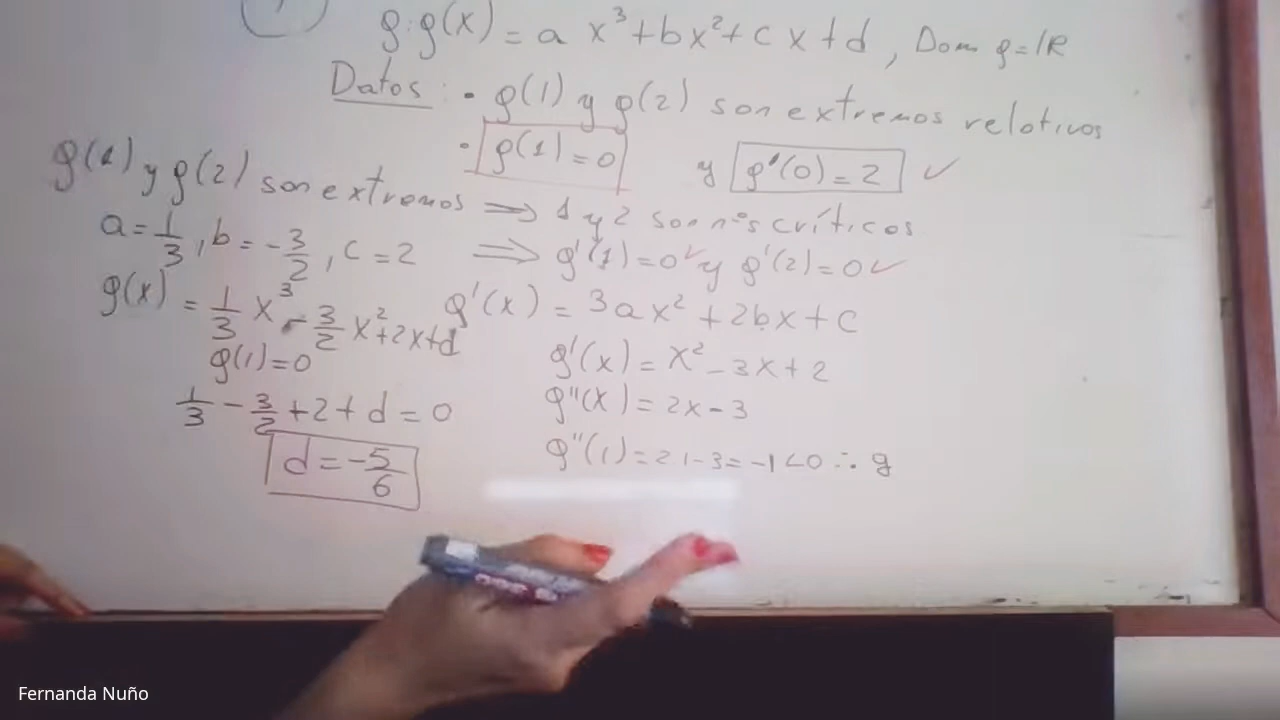 g: g(x) = a x³ + bx² + cx + d , Dom g = ℝ
Datos : • g(1) y g(2) son extremos relativos
• g(1) = 0 y g'(0) = 2 ✓
g(1) y g(2) son extremos ⇒ 1 y 2 son nºs críticos
⇒ g'(1) = 0 ✓ y g'(2) = 0 ✓
a = 1/3 , b = -3/2 , c = 2
g(x) = 1/3 x³ - 3/2 x² + 2x + d
g(1) = 0
1/3 - 3/2 + 2 + d = 0
d = -5/6
g'(x) = 3ax² + 2bx + c
g'(x) = x² - 3x + 2
g''(x) = 2x - 3
g''(1) = 2.1 - 3 = -1 < 0 ∴ g
Fernanda Nuño